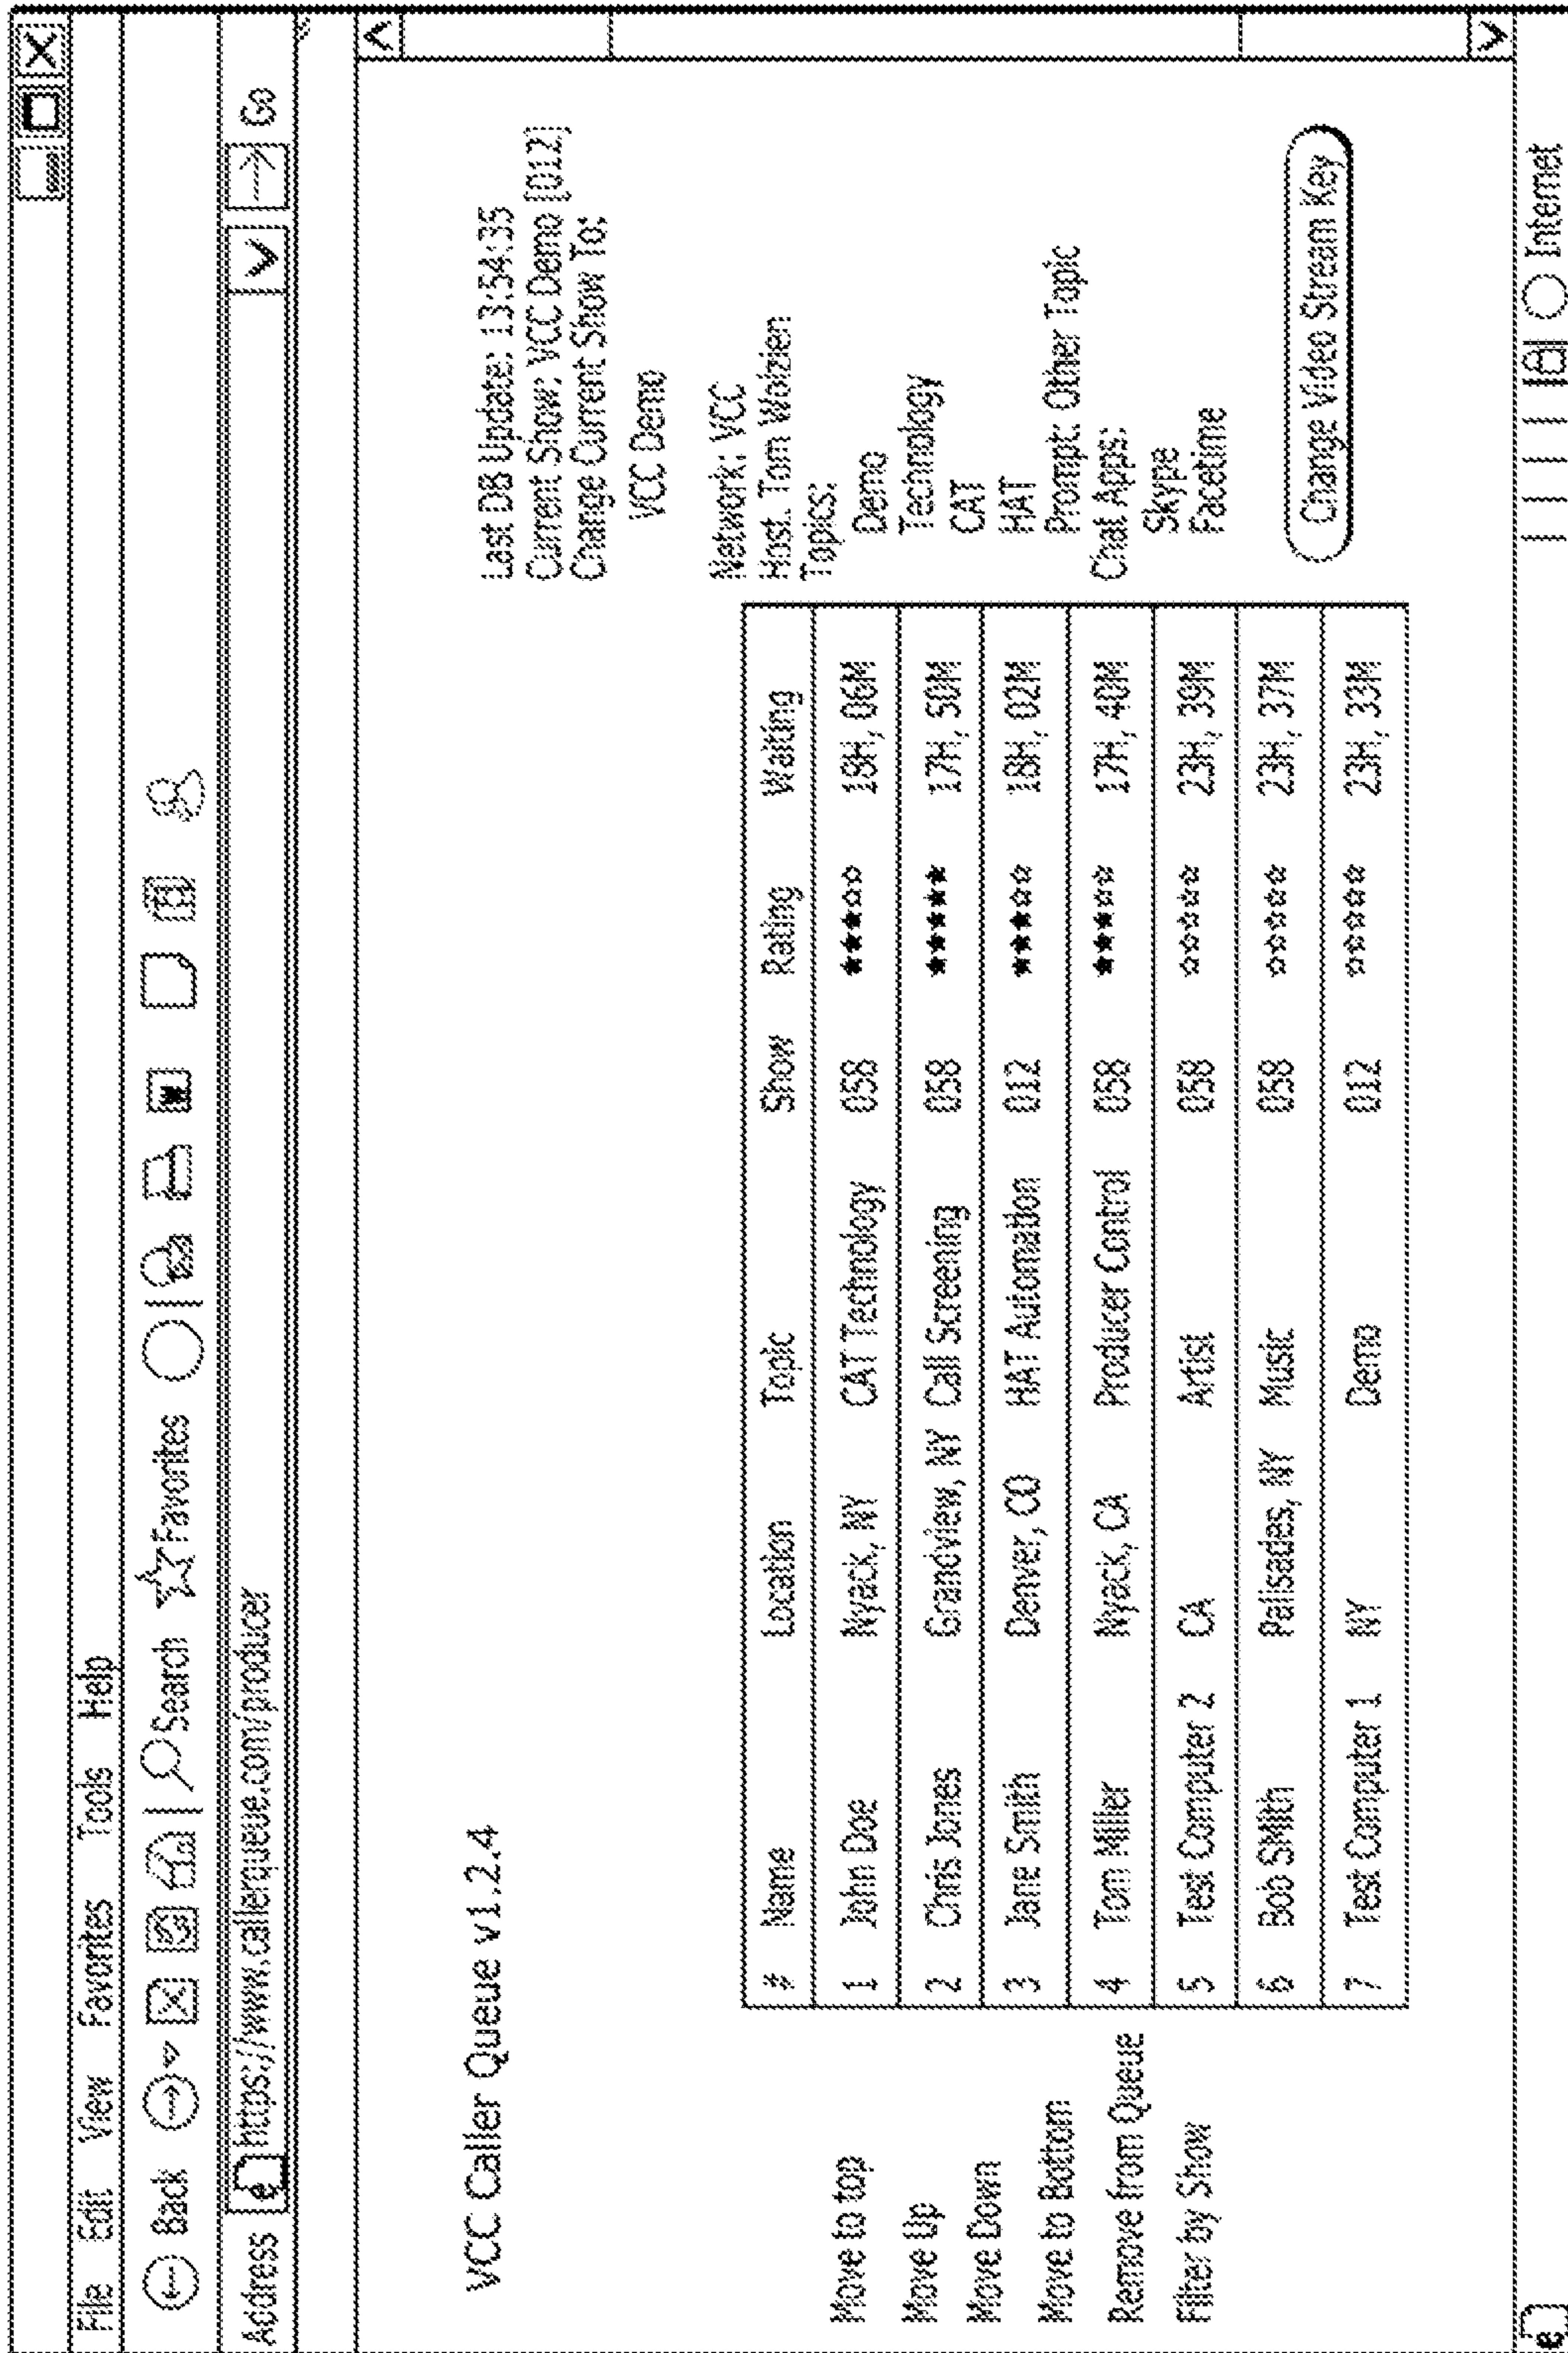 File Edit View Favorites Tools Help
Back Search Favorites
Address https://www.callerqueue.com/producer Go
VCC Caller Queue v1.2.4
Last DB Update: 13:54:35
Current Show: VCC Demo [012]
Change Current Show To:
VCC Demo
Network: VCC
Host. Tom Wolzien
Topics:
Demo
Technology
CAT
HAT
Prompt: Other Topic
Chat Apps:
Skype
Facetime
Change Video Stream Key
Move to top
Move Up
Move Down
Move to Bottom
Remove from Queue
Filter by Show
# Name Location Topic Show Rating Waiting
1 John Doe Nyack, NY CAT Technology 058 ★★★☆☆ 18H, 06M
2 Chris Jones Grandview, NY Call Screening 058 ★★★★★ 17H, 50M
3 Jane Smith Denver, CO HAT Automation 012 ★★★☆☆ 18H, 02M
4 Tom Miller Nyack, CA Producer Control 058 ★★★☆☆ 17H, 40M
5 Test Computer 2 CA Artist 058 ☆☆☆☆☆ 23H, 39M
6 Bob SMith Palisades, NY Music 058 ☆☆☆☆☆ 23H, 37M
7 Test Computer 1 NY Demo 012 ☆☆☆☆☆ 23H, 33M
Internet